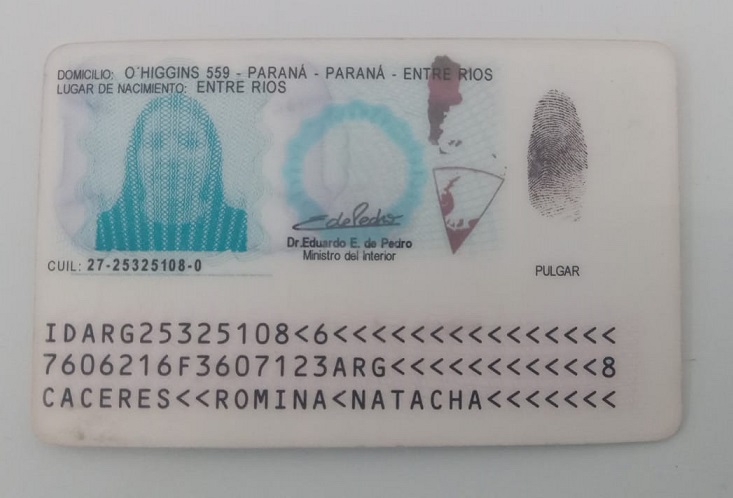 DOMICILIO: O´HIGGINS 559 - PARANÁ - PARANÁ - ENTRE RIOS
LUGAR DE NACIMIENTO: ENTRE RIOS
EdePedro
Dr.Eduardo E. de Pedro
Ministro del Interior
CUIL: 27-25325108-0
PULGAR
IDARG25325108<6<<<<<<<<<<<<<<<
7606216F3607123ARG<<<<<<<<<<<8
CACERES<<ROMINA<NATACHA<<<<<<<